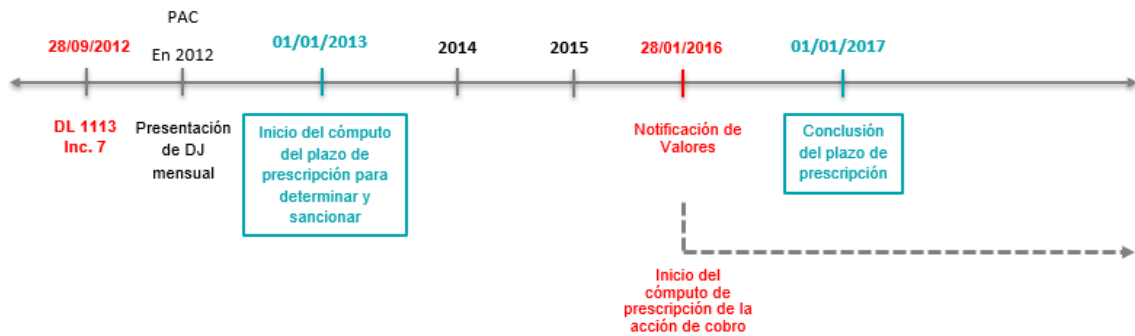 PAC
28/09/2012
En 2012
01/01/2013
2014
2015
28/01/2016
01/01/2017
DL 1113
Inc. 7
Presentación
de DJ
mensual
Inicio del cómputo
del plazo de
prescripción para
determinar y
sancionar
Notificación de
Valores
Conclusión
del plazo de
prescripción
Inicio del
cómputo de
prescripción de la
acción de cobro